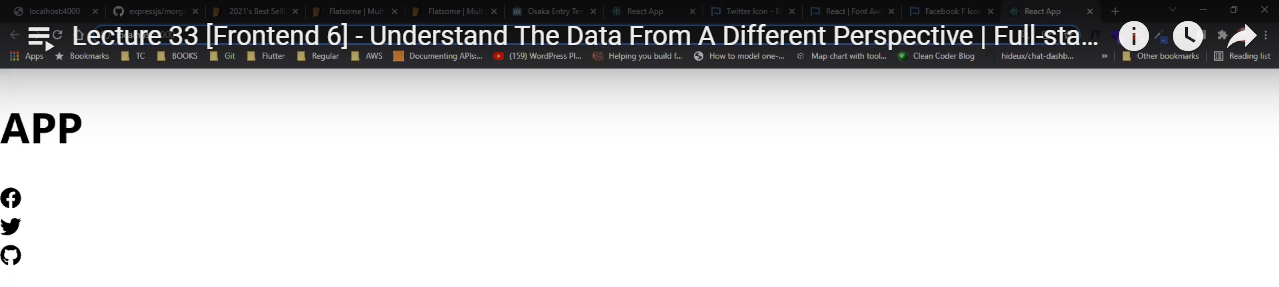 localhost:4000 expressjs/morg 2021's Best Selli Flatsome | Mult Flatsome | Mult Osaka Entry Tes React App Twitter Icon - React | Font Aw Facebook F Icon React App
Lecture 33 [Frontend 6] - Understand The Data From A Different Perspective | Full-sta...
Apps Bookmarks TC BOOKS Git Flutter Regular AWS Documenting APIs:... (159) WordPress Pl... Helping you build f... How to model one-... Map chart with tool... Clean Coder Blog hideux/chat-dashb... » Other bookmarks Reading list
APP